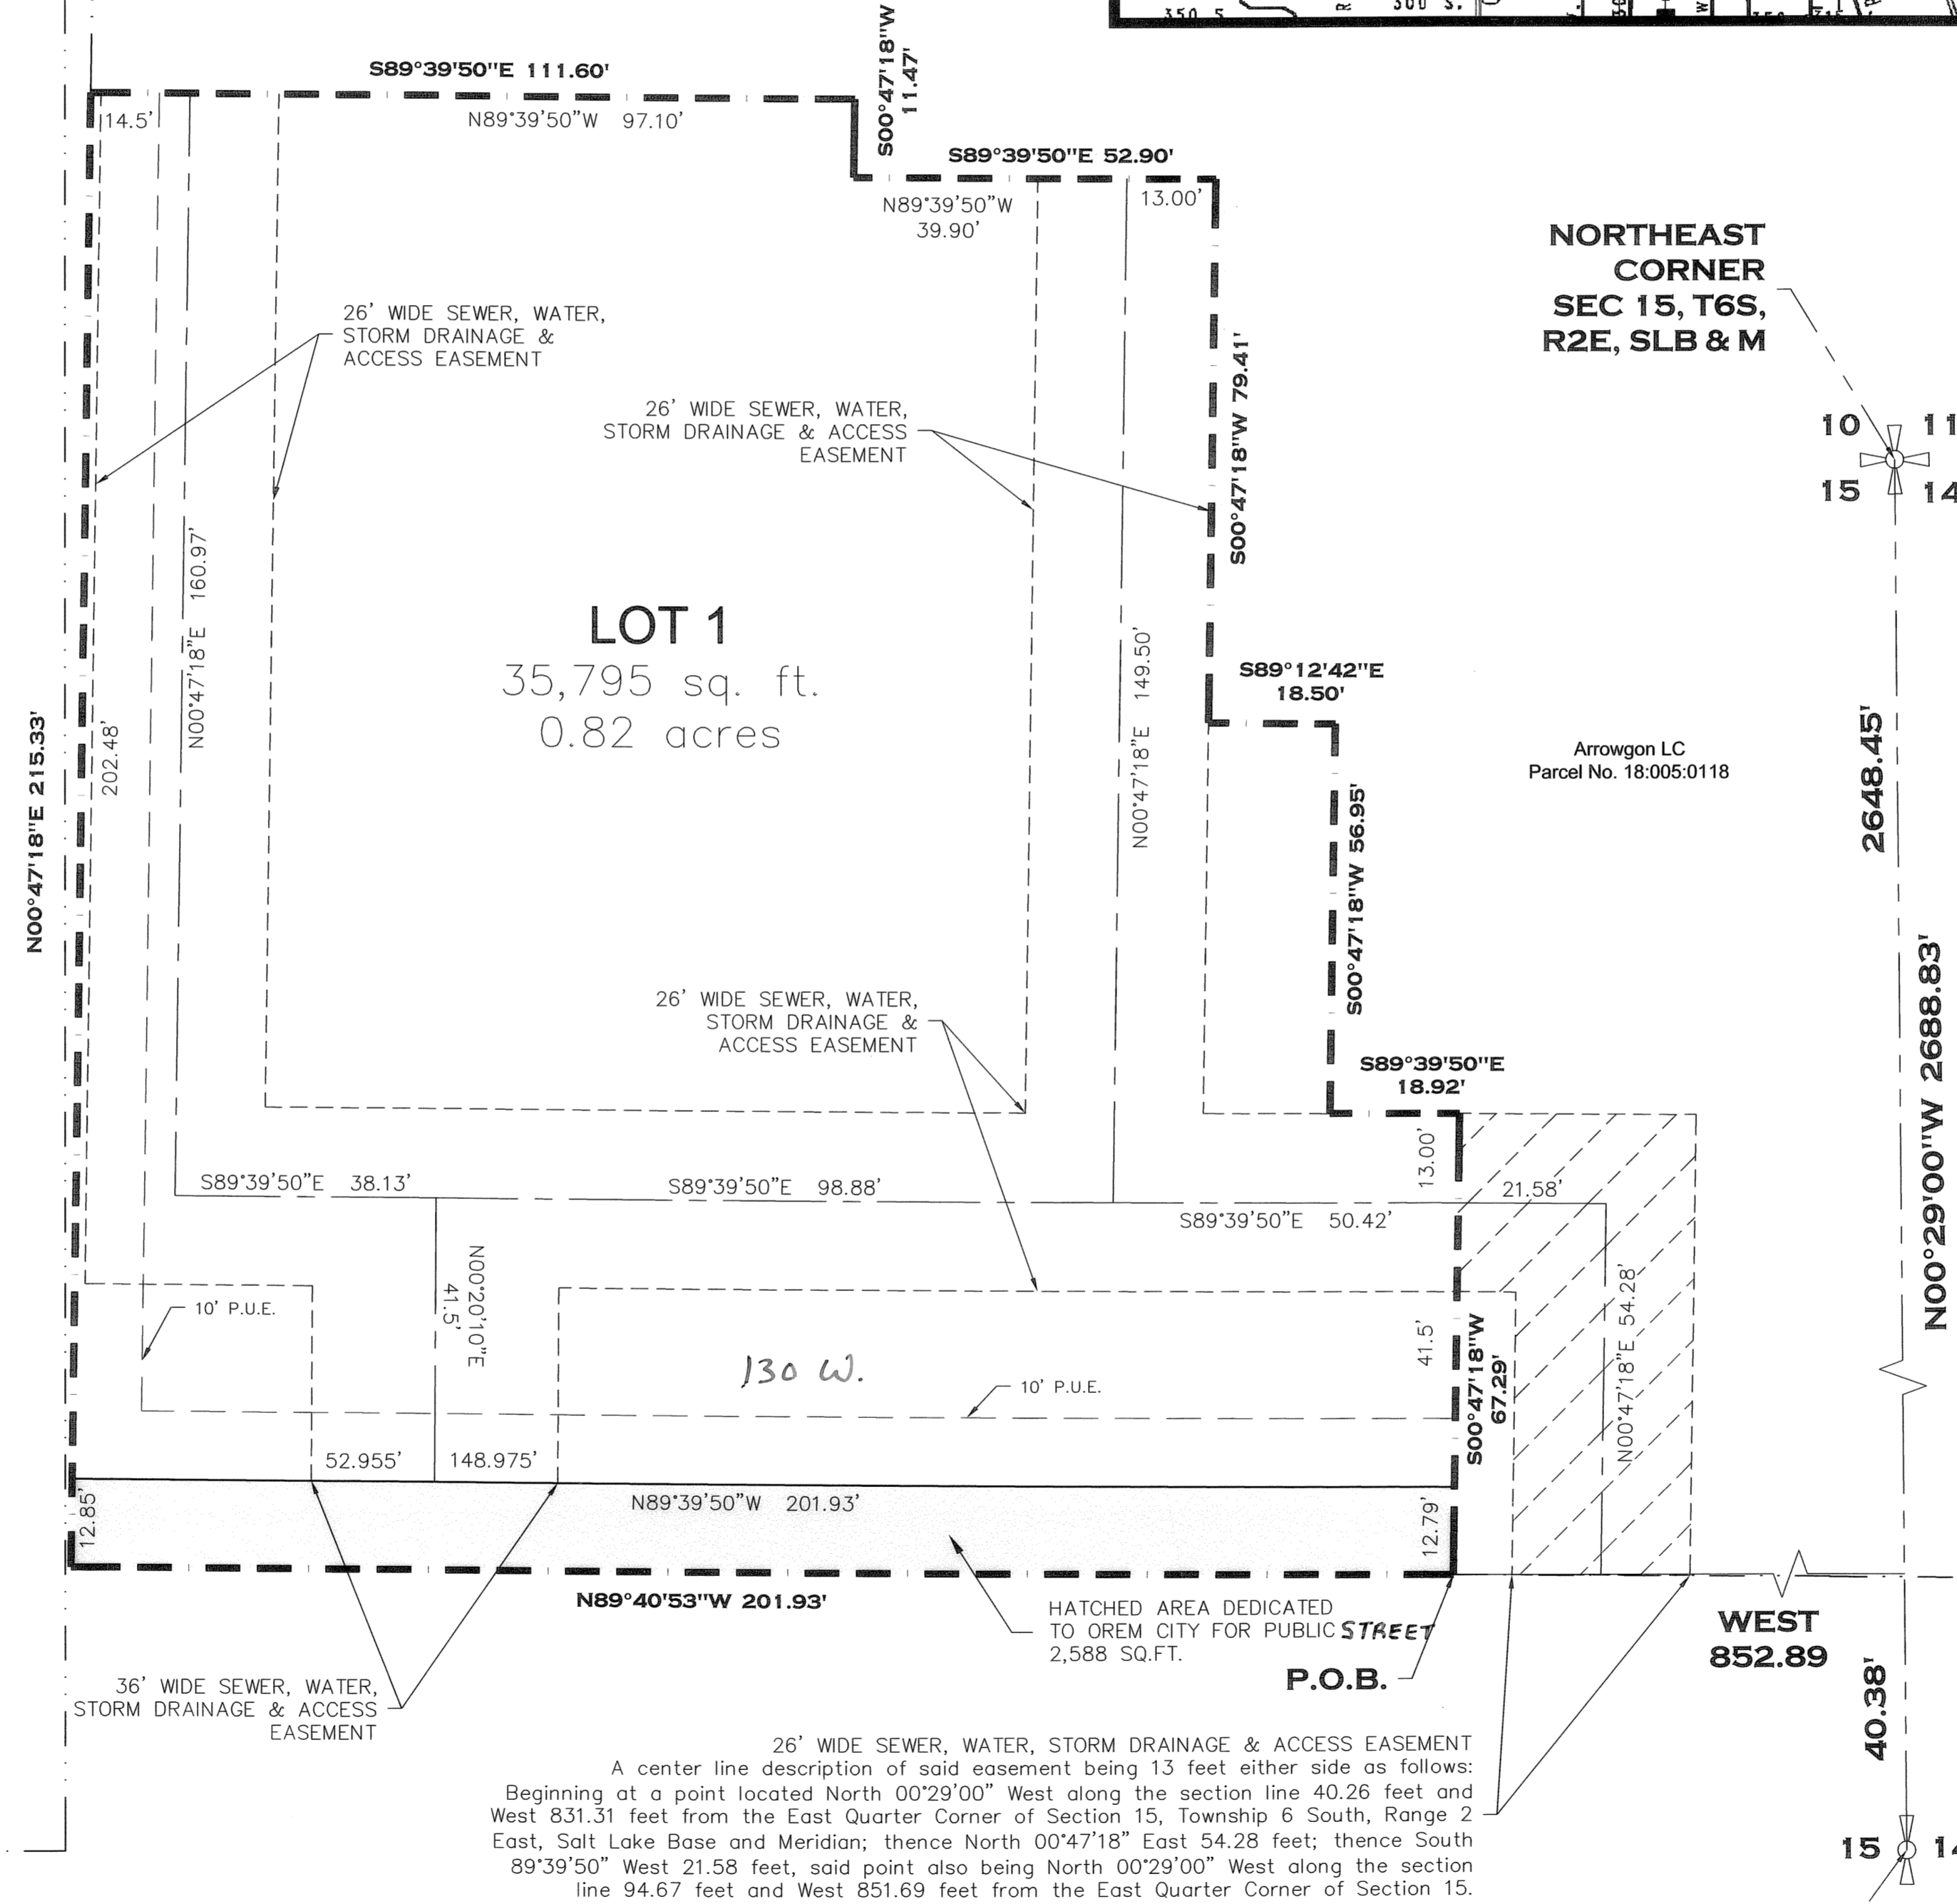 350 S
300 S.
S89°39'50"E 111.60'
S00°47'18"W
11.47'
14.5'
N89°39'50"W 97.10'
S89°39'50"E 52.90'
N89°39'50"W
39.90'
13.00'
NORTHEAST
CORNER
SEC 15, T6S,
R2E, SLB & M
10 11
15 14
26' WIDE SEWER, WATER,
STORM DRAINAGE &
ACCESS EASEMENT
26' WIDE SEWER, WATER,
STORM DRAINAGE & ACCESS
EASEMENT
S00°47'18"W 79.41'
N00°47'18"E 160.97'
LOT 1
35,795 sq. ft.
0.82 acres
N00°47'18"E 149.50'
S89°12'42"E
18.50'
N00°47'18"E 215.33'
202.48'
Arrowgon LC
Parcel No. 18:005:0118
2648.45'
S00°47'18"W 56.95'
N00°29'00"W 2688.83'
26' WIDE SEWER, WATER,
STORM DRAINAGE &
ACCESS EASEMENT
S89°39'50"E
18.92'
13.00'
S89°39'50"E 38.13'
S89°39'50"E 98.88'
21.58'
S89°39'50"E 50.42'
N00°20'10"E
41.5'
10' P.U.E.
130 W.
10' P.U.E.
41.5'
S00°47'18"W
67.29'
N00°47'18"E 54.28'
52.955'
148.975'
12.85'
N89°39'50"W 201.93'
12.79'
N89°40'53"W 201.93'
HATCHED AREA DEDICATED
TO OREM CITY FOR PUBLIC STREET
2,588 SQ.FT.
P.O.B.
WEST
852.89
40.38'
36' WIDE SEWER, WATER,
STORM DRAINAGE & ACCESS
EASEMENT
26' WIDE SEWER, WATER, STORM DRAINAGE & ACCESS EASEMENT
A center line description of said easement being 13 feet either side as follows:
Beginning at a point located North 00°29'00" West along the section line 40.26 feet and
West 831.31 feet from the East Quarter Corner of Section 15, Township 6 South, Range 2
East, Salt Lake Base and Meridian; thence North 00°47'18" East 54.28 feet; thence South
89°39'50" West 21.58 feet, said point also being North 00°29'00" West along the section
line 94.67 feet and West 851.69 feet from the East Quarter Corner of Section 15.
15 14